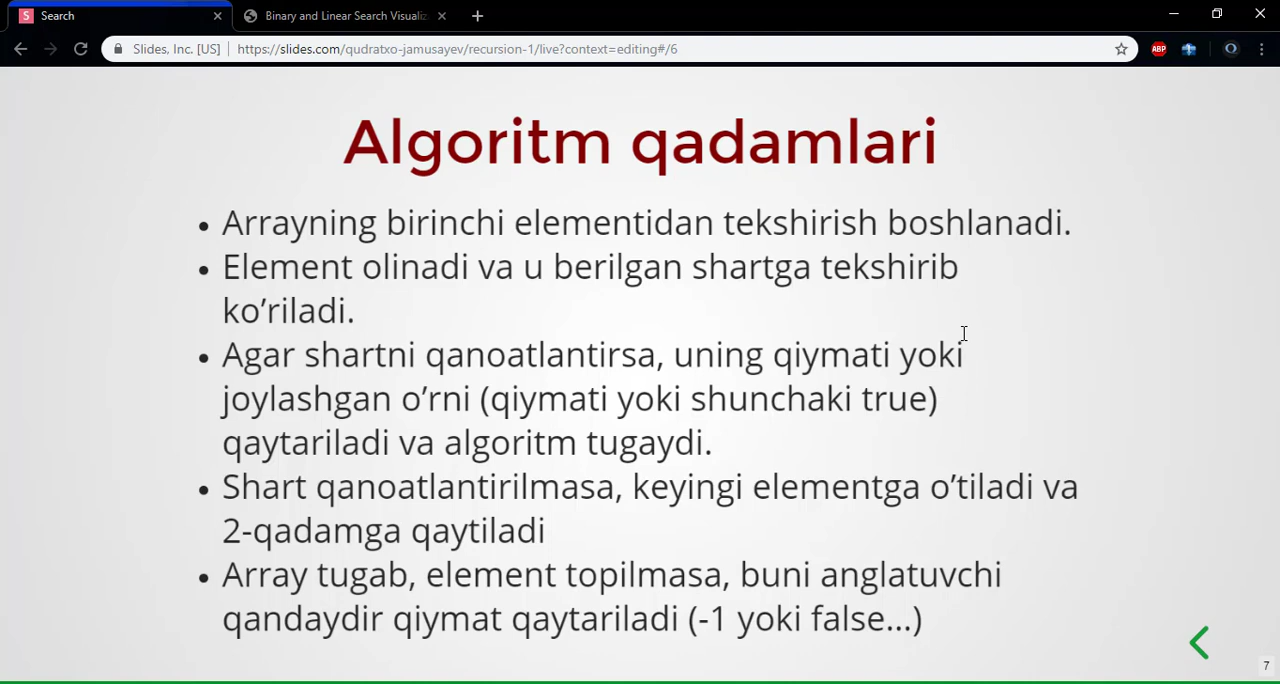 Search
Binary and Linear Search Visualiz
Slides, Inc. [US]
https://slides.com/qudratxo-jamusayev/recursion-1/live?context=editing#/6
ABP
Algoritm qadamlari
• Arrayning birinchi elementidan tekshirish boshlanadi.
• Element olinadi va u berilgan shartga tekshirib
ko’riladi.
• Agar shartni qanoatlantirsa, uning qiymati yoki
joylashgan o’rni (qiymati yoki shunchaki true)
qaytariladi va algoritm tugaydi.
• Shart qanoatlantirilmasa, keyingi elementga o’tiladi va
2-qadamga qaytiladi
• Array tugab, element topilmasa, buni anglatuvchi
qandaydir qiymat qaytariladi (-1 yoki false...)
7